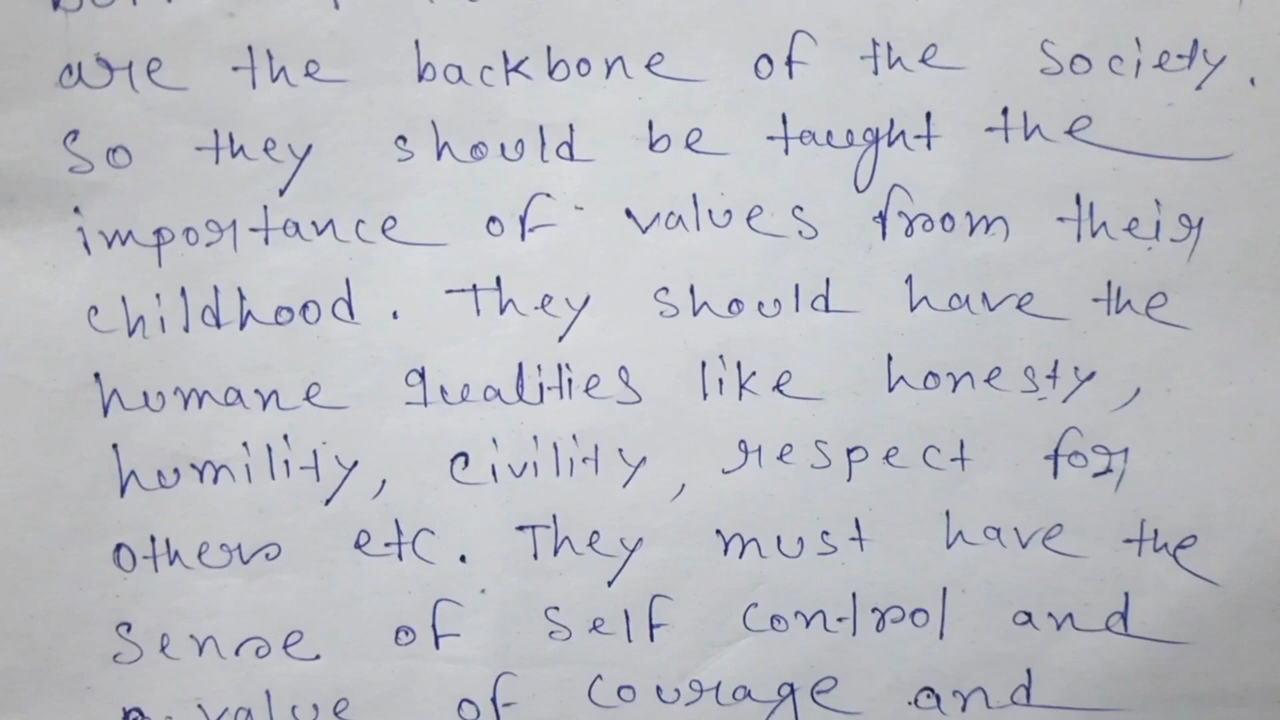 are the backbone of the society.
So they should be taught the
importance of values from their
childhood. They should have the
humane qualities like honesty,
humility, civility, respect for
others etc. They must have the
sense of self control and
value of courage and